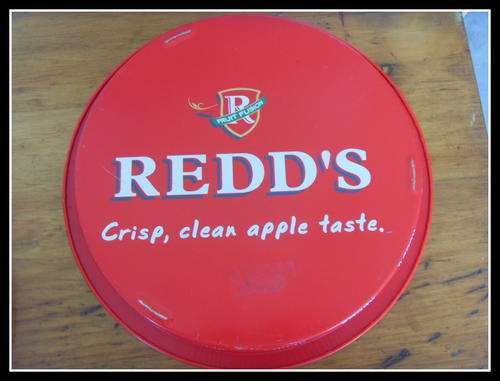 R
FRUIT FUSION
REDD'S
Crisp, clean apple taste.